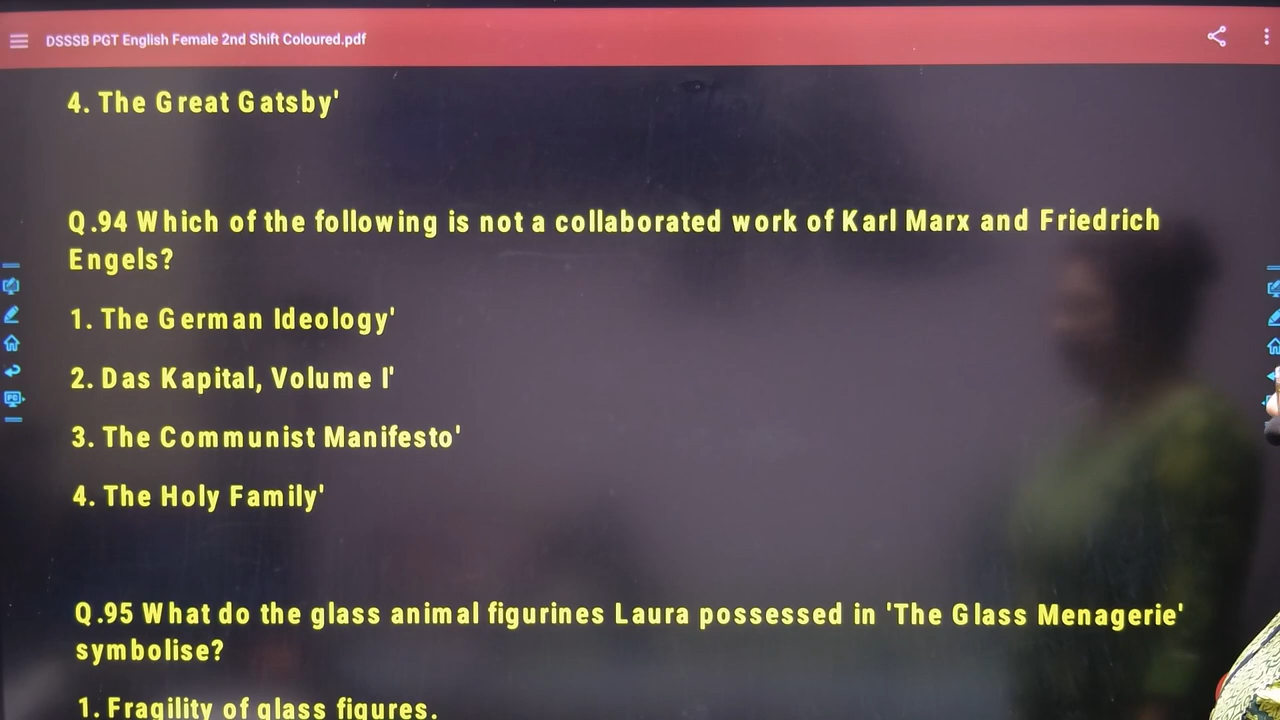 DSSSB PGT English Female 2nd Shift Coloured.pdf
4. The Great Gatsby'
Q.94 Which of the following is not a collaborated work of Karl Marx and Friedrich
Engels?
1. The German Ideology'
2. Das Kapital, Volume I'
3. The Communist Manifesto'
4. The Holy Family'
Q.95 What do the glass animal figurines Laura possessed in 'The Glass Menagerie'
symbolise?
1. Fragility of glass figures.